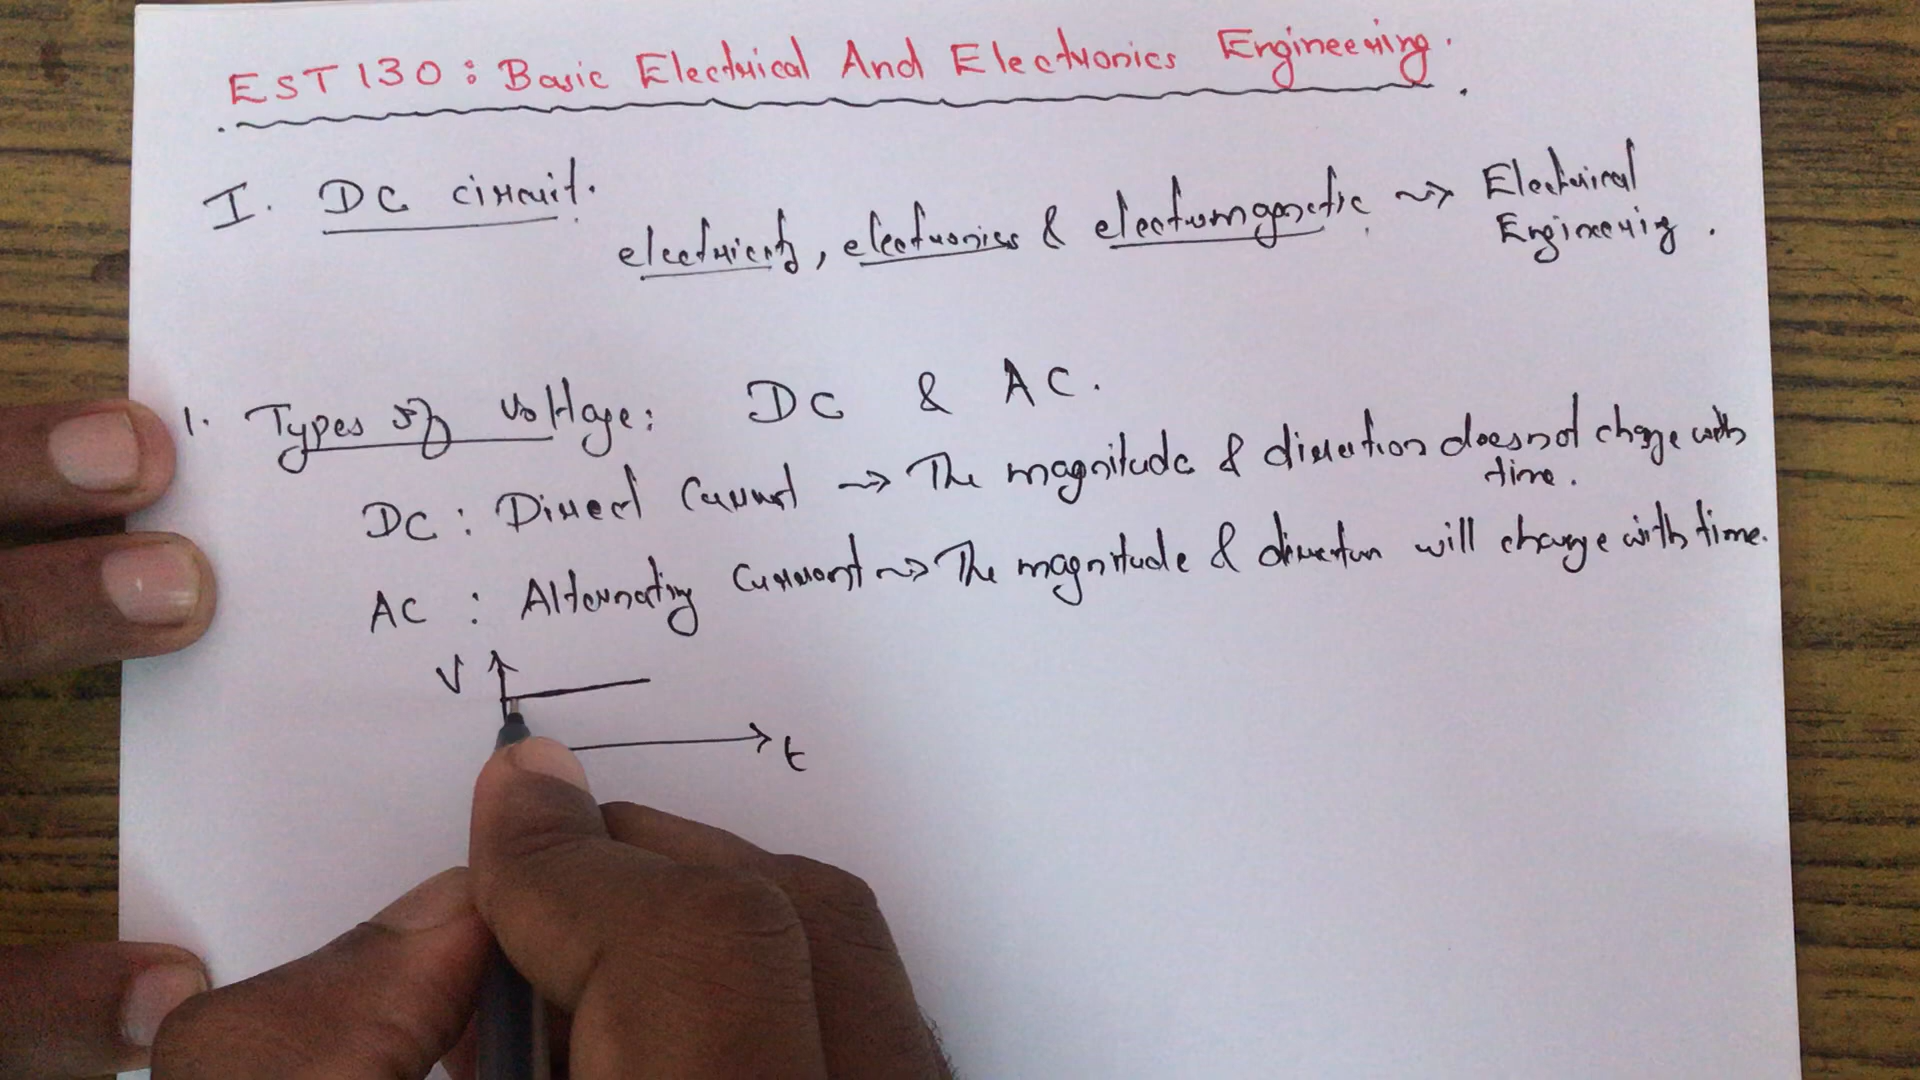 EST 130 : Basic Electrical And Electronics Engineering.
I. DC circuit.
electricity, electronics & electromagnetic ⇝ Electrical
Engineering.
1. Types of voltage: DC & AC.
DC : Direct Current → The magnitude & direction does not change with
time.
AC : Alternating Current ⇝ The magnitude & direction will change with time.
V
t